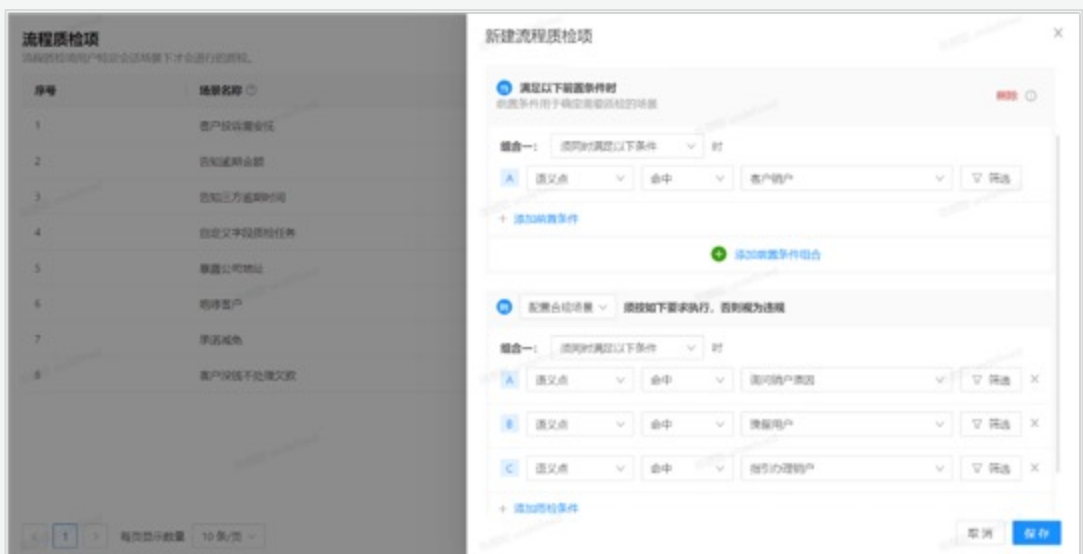 流程质检项
流程质检项用户特定会话场景下才会进行的质检。
序号 场景名称
1 客户投诉需安抚
2 告知逾期金额
3 告知三方逾期时间
4 自定义字段质检任务
5 暴露公司地址
6 辱骂客户
7 承诺减免
8 客户没钱不处理欠款
1 每页显示数量 10 条/页
新建流程质检项
当 满足以下前置条件时
前置条件用于确定需要质检的场景
删除
组合一: 须同时满足以下条件 时
A 语义点 命中 客户销户 筛选
+ 添加前置条件
添加前置条件组合
则 配置合规场景 须按如下要求执行，否则视为违规
组合一: 须同时满足以下条件 时
A 语义点 命中 询问销户原因 筛选
B 语义点 命中 挽留用户 筛选
C 语义点 命中 指引办理销户 筛选
+ 添加质检条件
取消 保存